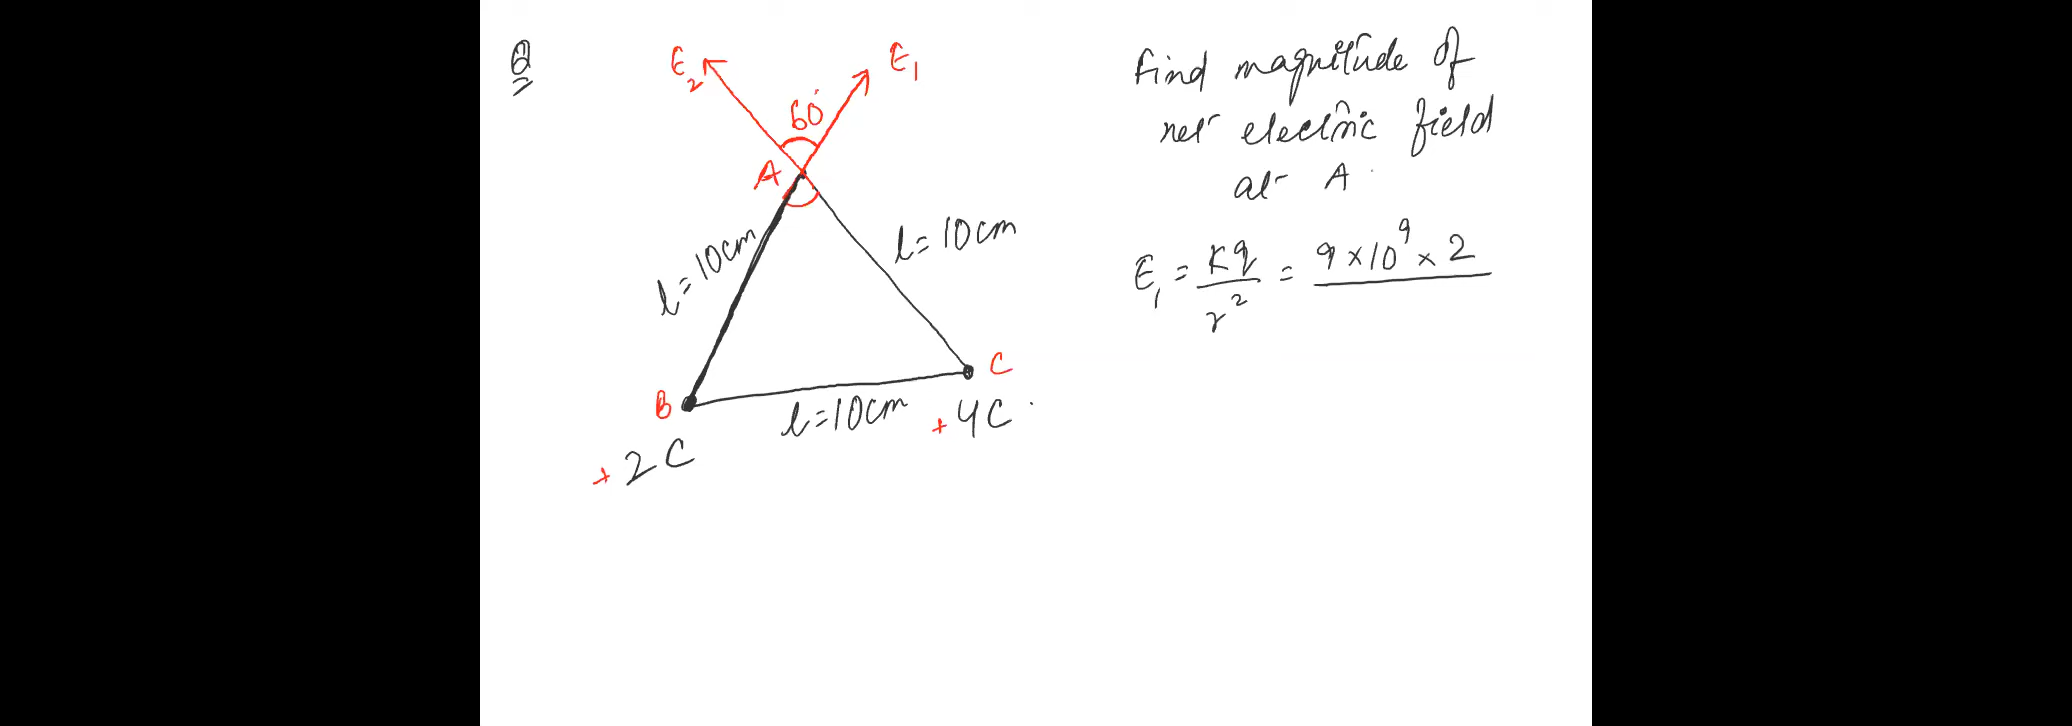 Q
E₂
E₁
60°
A
l=10cm
l=10cm
B
C
l=10cm
+2C
+4C
Find magnitude of
net electric field
at A
E₁ = Kq/r² = 9×10⁹×2